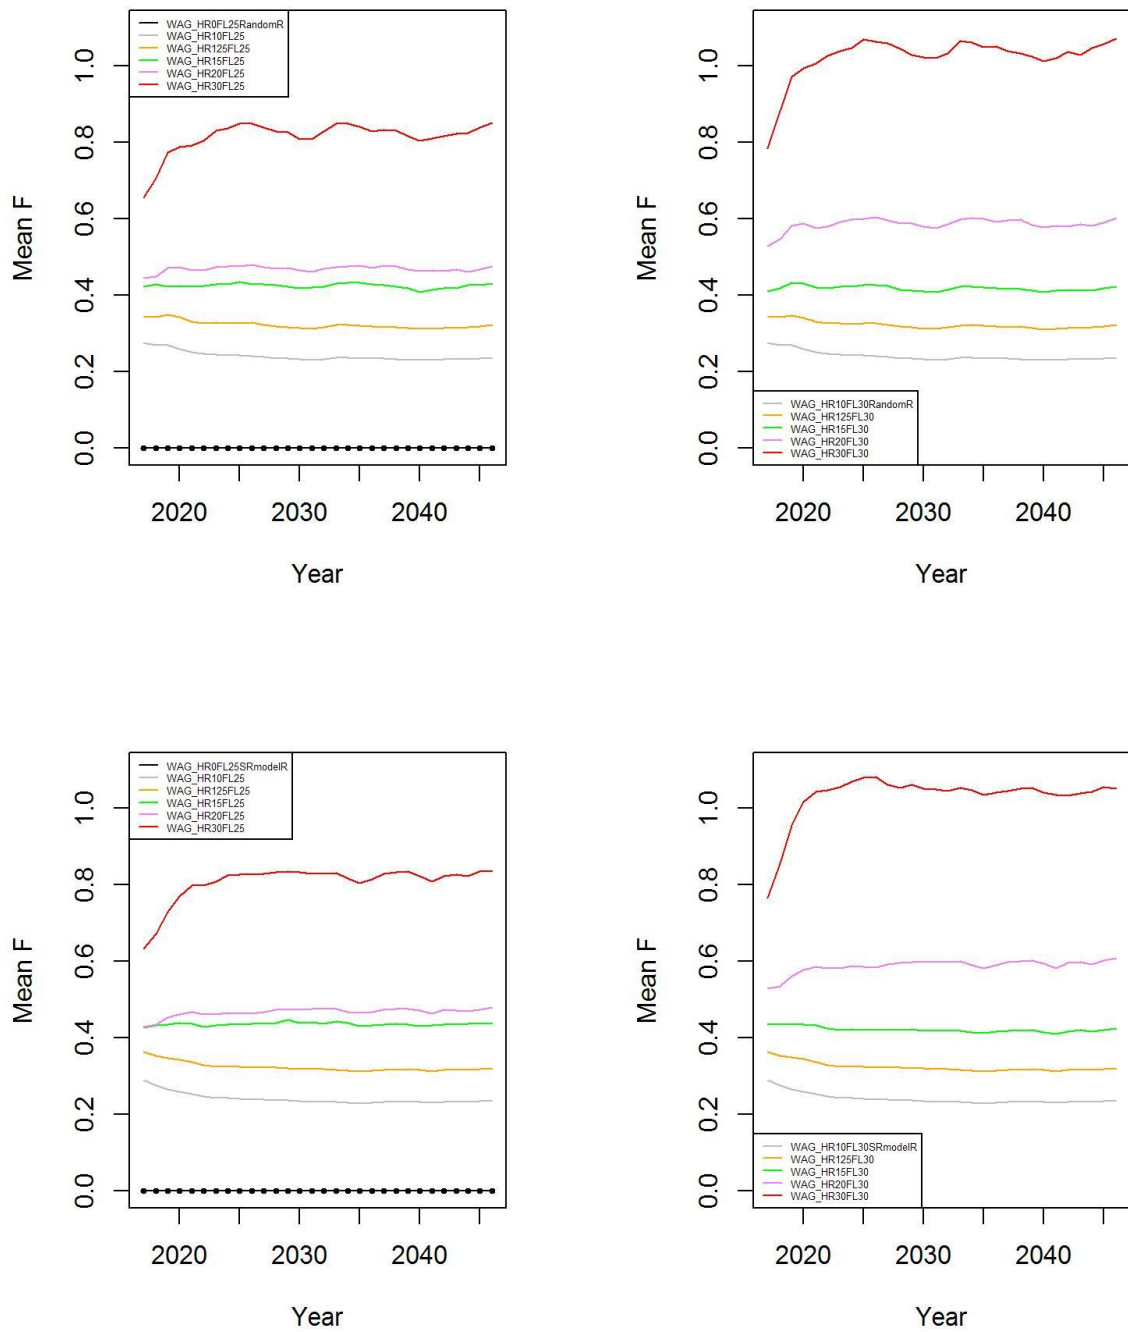 WAG_HR0FL25RandomR
WAG_HR10FL25
WAG_HR125FL25
WAG_HR15FL25
WAG_HR20FL25
WAG_HR30FL25
Mean F
0.0
0.2
0.4
0.6
0.8
1.0
2020
2030
2040
Year
WAG_HR10FL30RandomR
WAG_HR125FL30
WAG_HR15FL30
WAG_HR20FL30
WAG_HR30FL30
Mean F
0.0
0.2
0.4
0.6
0.8
1.0
2020
2030
2040
Year
WAG_HR0FL25SRmodelR
WAG_HR10FL25
WAG_HR125FL25
WAG_HR15FL25
WAG_HR20FL25
WAG_HR30FL25
Mean F
0.0
0.2
0.4
0.6
0.8
1.0
2020
2030
2040
Year
WAG_HR10FL30SRmodelR
WAG_HR125FL30
WAG_HR15FL30
WAG_HR20FL30
WAG_HR30FL30
Mean F
0.0
0.2
0.4
0.6
0.8
1.0
2020
2030
2040
Year